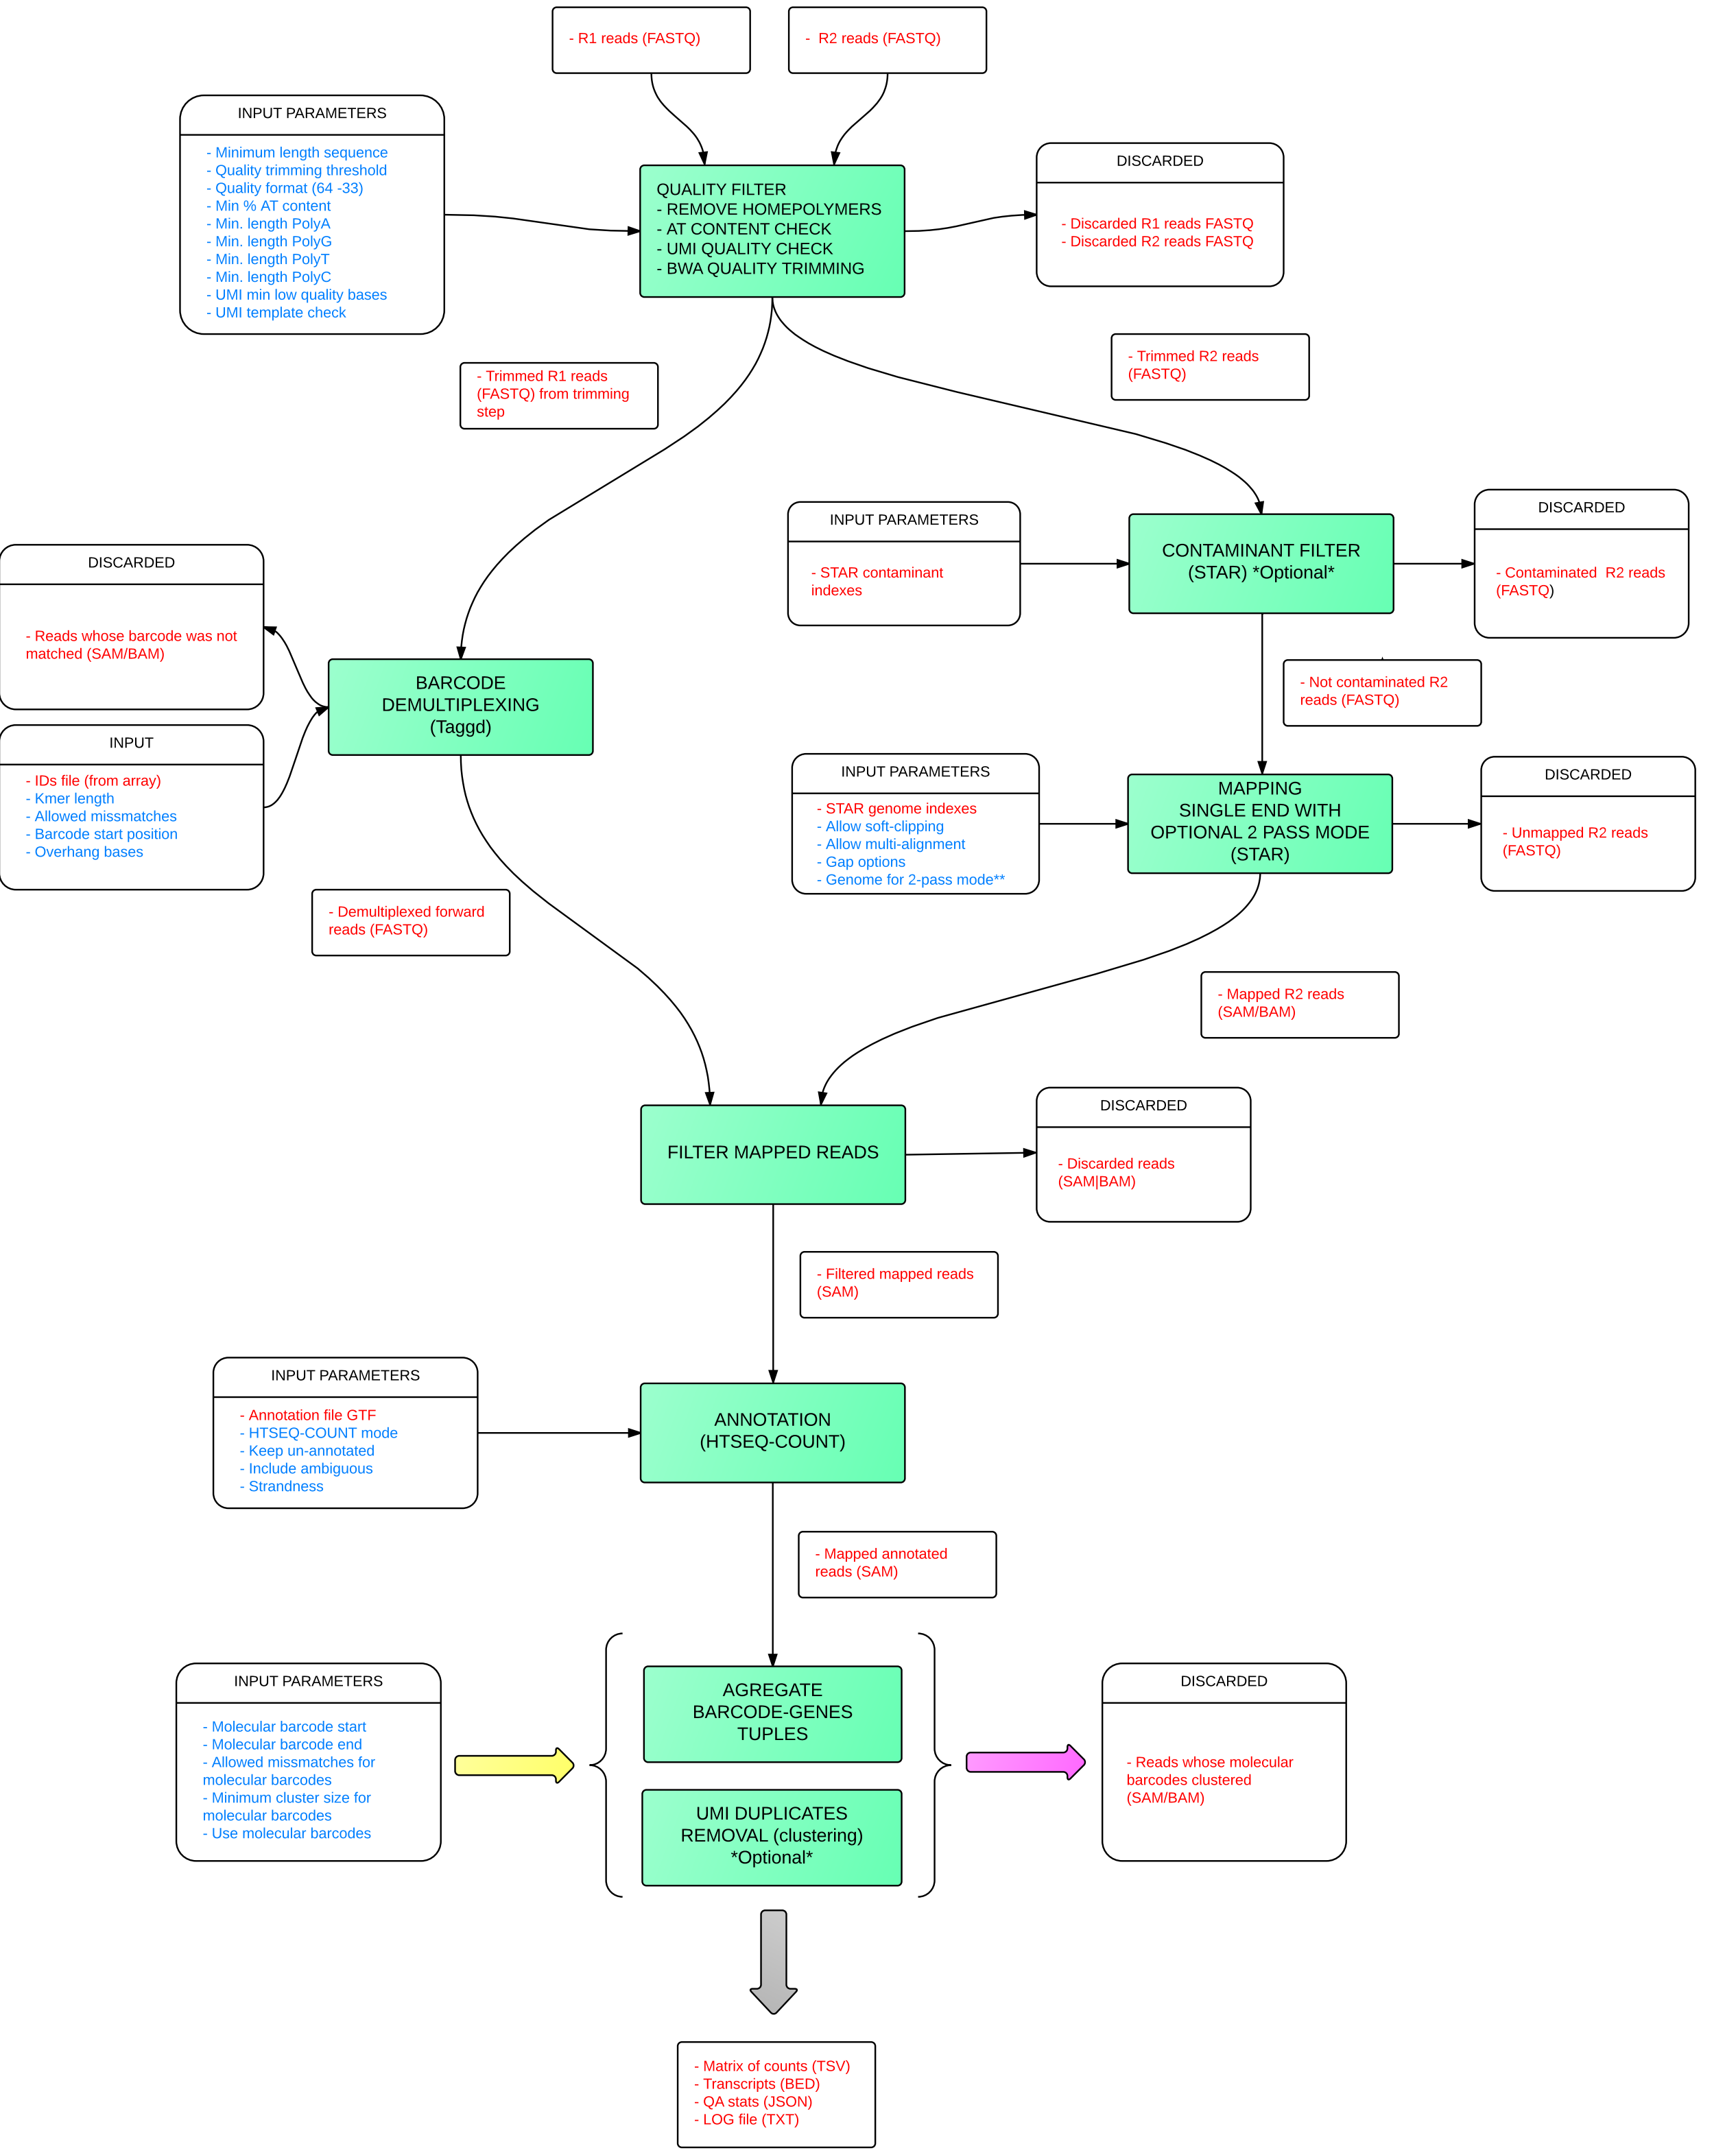 - R1 reads (FASTQ)
-  R2 reads (FASTQ)
INPUT PARAMETERS
- Minimum length sequence
- Quality trimming threshold
- Quality format (64 -33)
- Min % AT content
- Min. length PolyA
- Min. length PolyG
- Min. length PolyT
- Min. length PolyC
- UMI min low quality bases
- UMI template check
QUALITY FILTER
- REMOVE HOMEPOLYMERS
- AT CONTENT CHECK
- UMI QUALITY CHECK
- BWA QUALITY TRIMMING
DISCARDED
- Discarded R1 reads FASTQ
- Discarded R2 reads FASTQ
- Trimmed R1 reads
(FASTQ) from trimming
step
- Trimmed R2 reads
(FASTQ)
INPUT PARAMETERS
- STAR contaminant
indexes
CONTAMINANT FILTER
(STAR) *Optional*
DISCARDED
- Contaminated  R2 reads
(FASTQ)
DISCARDED
- Reads whose barcode was not
matched (SAM/BAM)
BARCODE
DEMULTIPLEXING
(Taggd)
INPUT
- IDs file (from array)
- Kmer length
- Allowed missmatches
- Barcode start position
- Overhang bases
- Not contaminated R2
reads (FASTQ)
INPUT PARAMETERS
- STAR genome indexes
- Allow soft-clipping
- Allow multi-alignment
- Gap options
- Genome for 2-pass mode**
MAPPING
SINGLE END WITH
OPTIONAL 2 PASS MODE
(STAR)
DISCARDED
- Unmapped R2 reads
(FASTQ)
- Demultiplexed forward
reads (FASTQ)
- Mapped R2 reads
(SAM/BAM)
FILTER MAPPED READS
DISCARDED
- Discarded reads
(SAM|BAM)
- Filtered mapped reads
(SAM)
INPUT PARAMETERS
- Annotation file GTF
- HTSEQ-COUNT mode
- Keep un-annotated
- Include ambiguous
- Strandness
ANNOTATION
(HTSEQ-COUNT)
- Mapped annotated
reads (SAM)
INPUT PARAMETERS
- Molecular barcode start
- Molecular barcode end
- Allowed missmatches for
molecular barcodes
- Minimum cluster size for
molecular barcodes
- Use molecular barcodes
AGREGATE
BARCODE-GENES
TUPLES
UMI DUPLICATES
REMOVAL (clustering)
*Optional*
DISCARDED
- Reads whose molecular
barcodes clustered
(SAM/BAM)
- Matrix of counts (TSV)
- Transcripts (BED)
- QA stats (JSON)
- LOG file (TXT)